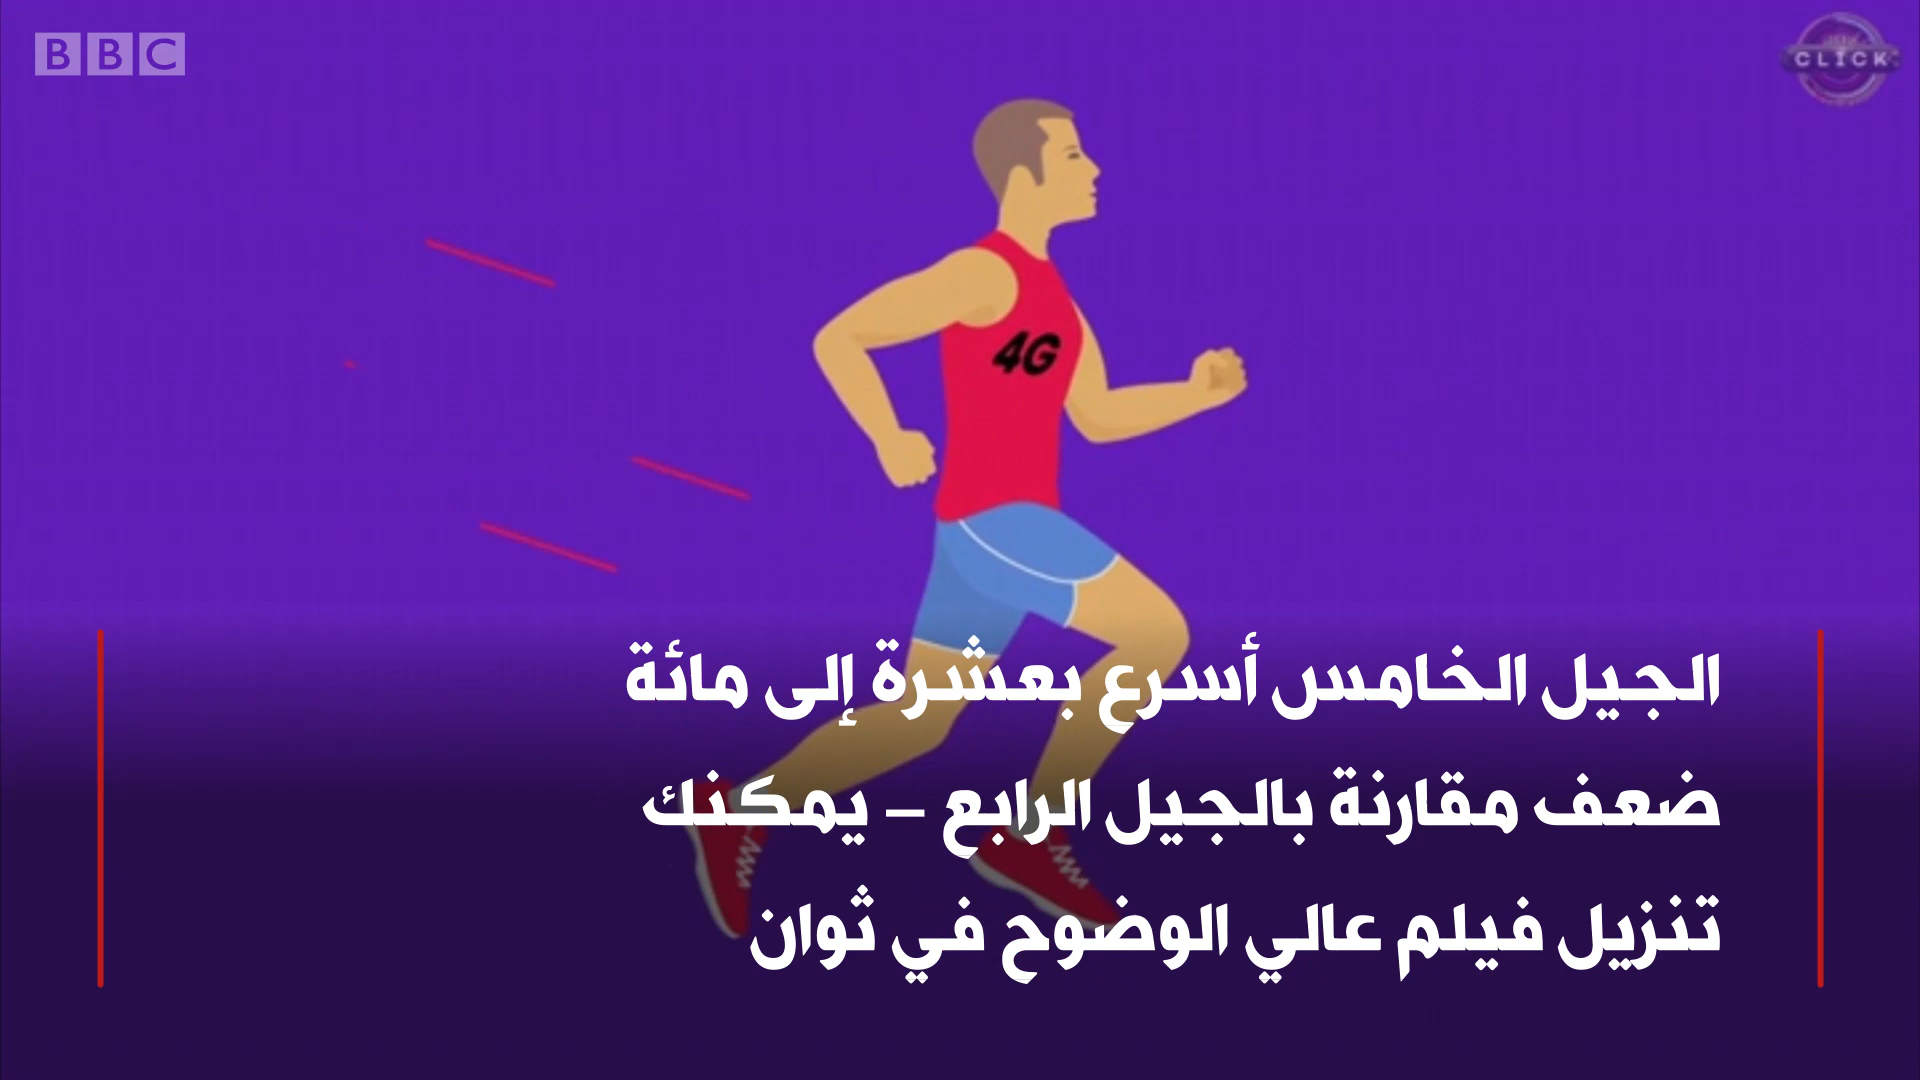 BBC
CLICK
4G
الجيل الخامس أسرع بعشرة إلى مائة
ضعف مقارنة بالجيل الرابع – يمكنك
تنزيل فيلم عالي الوضوح في ثوان